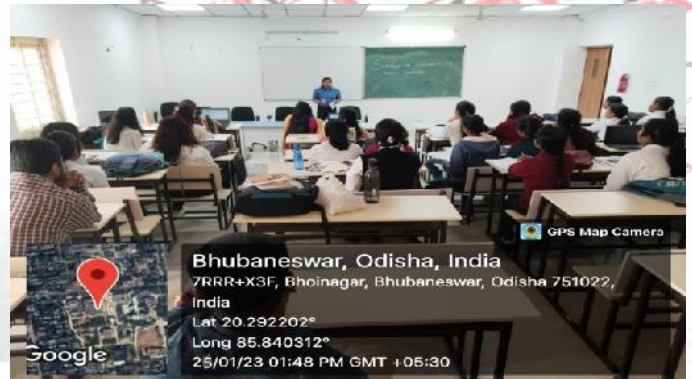 GPS Map Camera
Bhubaneswar, Odisha, India
7RRR+X3F, Bhoinagar, Bhubaneswar, Odisha 751022,
India
Lat 20.292202°
Long 85.840312°
25/01/23 01:48 PM GMT +05:30
Google